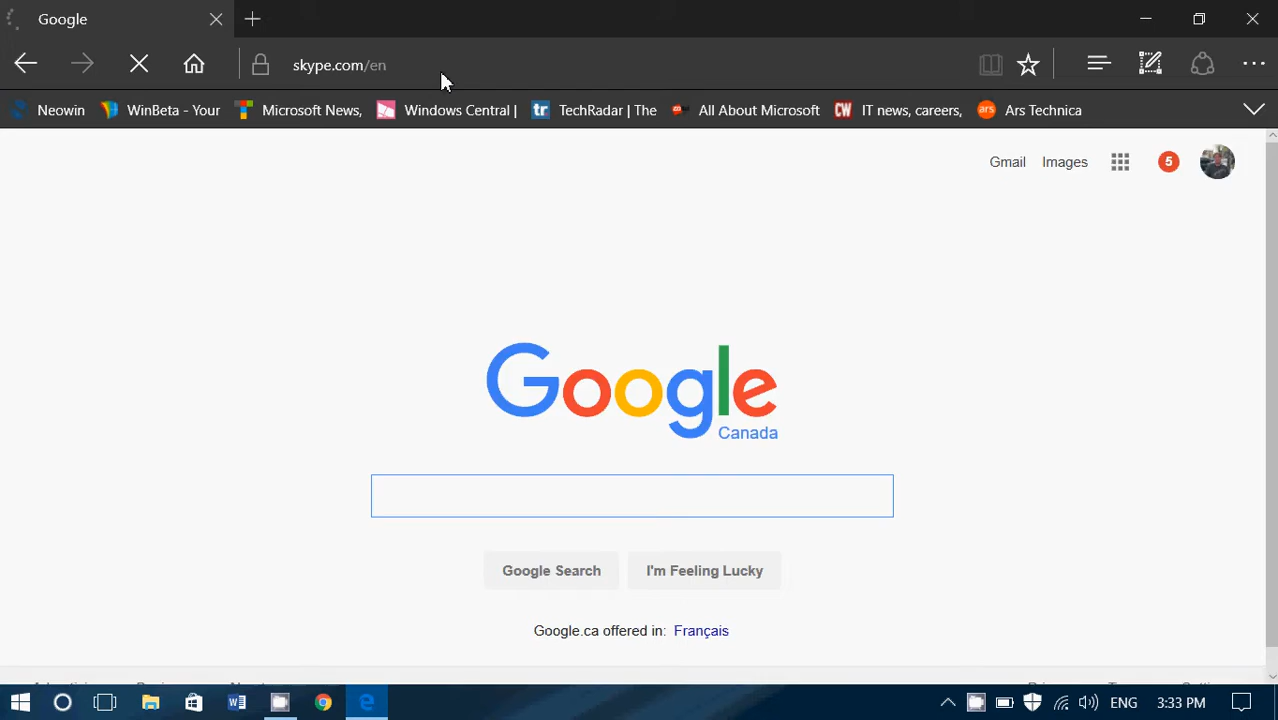 Google
skype.com/en
Neowin WinBeta - Your Microsoft News, Windows Central | TechRadar | The All About Microsoft CW IT news, careers, ars Ars Technica
Gmail Images 5
Google
Canada
Google Search I'm Feeling Lucky
Google.ca offered in: Français
ENG 3:33 PM